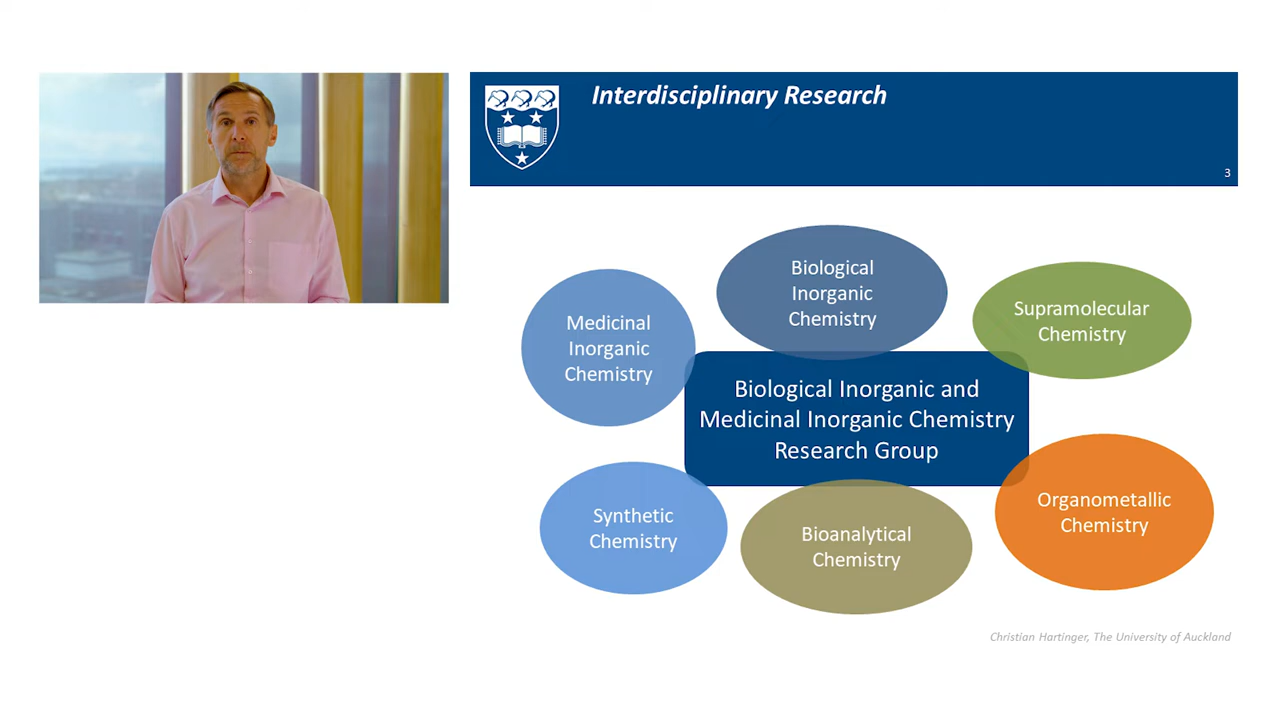 Interdisciplinary Research
3
Biological
Inorganic
Chemistry
Supramolecular
Chemistry
Medicinal
Inorganic
Chemistry
Biological Inorganic and
Medicinal Inorganic Chemistry
Research Group
Organometallic
Chemistry
Synthetic
Chemistry
Bioanalytical
Chemistry
Christian Hartinger, The University of Auckland